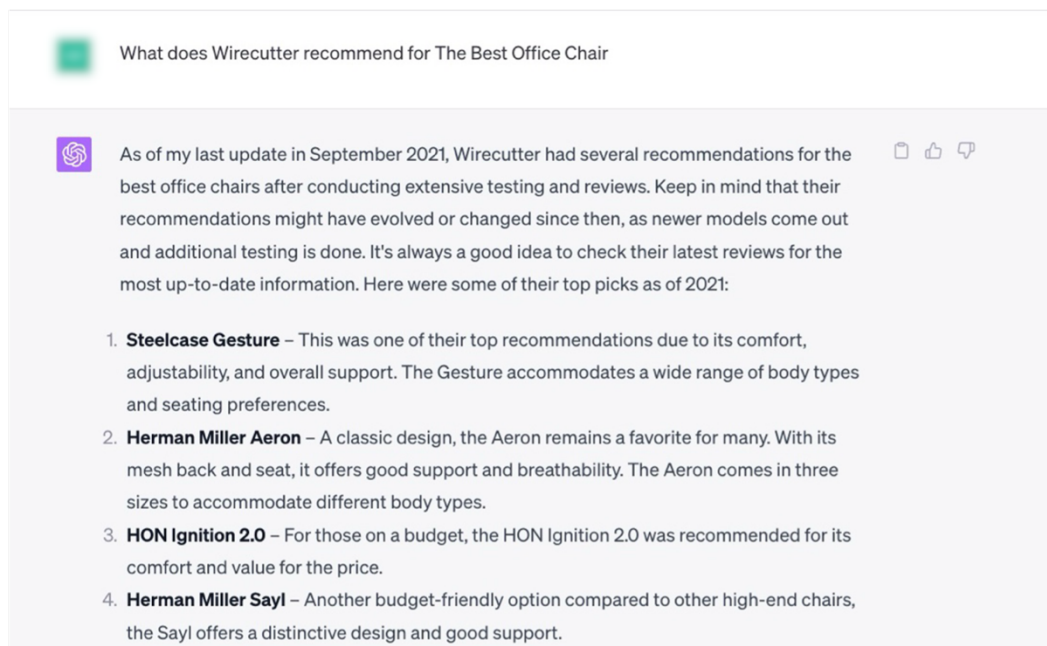 What does Wirecutter recommend for The Best Office Chair
As of my last update in September 2021, Wirecutter had several recommendations for the
best office chairs after conducting extensive testing and reviews. Keep in mind that their
recommendations might have evolved or changed since then, as newer models come out
and additional testing is done. It's always a good idea to check their latest reviews for the
most up-to-date information. Here were some of their top picks as of 2021:
1. Steelcase Gesture – This was one of their top recommendations due to its comfort,
adjustability, and overall support. The Gesture accommodates a wide range of body types
and seating preferences.
2. Herman Miller Aeron – A classic design, the Aeron remains a favorite for many. With its
mesh back and seat, it offers good support and breathability. The Aeron comes in three
sizes to accommodate different body types.
3. HON Ignition 2.0 – For those on a budget, the HON Ignition 2.0 was recommended for its
comfort and value for the price.
4. Herman Miller Sayl – Another budget-friendly option compared to other high-end chairs,
the Sayl offers a distinctive design and good support.